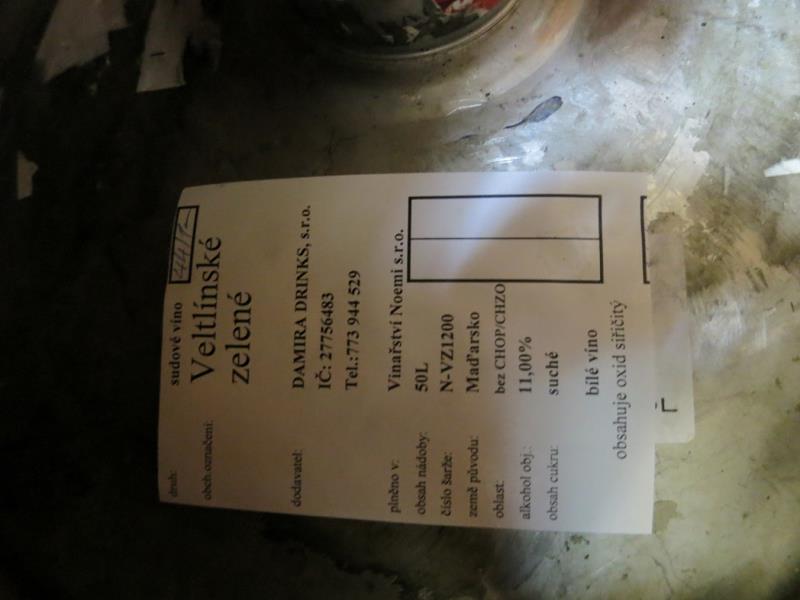 druh: sudové víno
obch.označení: Veltlínské
zelené
dodavatel: DAMIRA DRINKS, s.r.o.
IČ: 27756483
Tel.:773 944 529
plněno v: Vinařství Noemi s.r.o.
obsah nádoby: 50L
číslo šarže: N-VZ1200
země původu: Maďarsko
oblast: bez CHOP/CHZO
alkohol obj.: 11,00%
obsah cukru: suché
bílé víno
obsahuje oxid siřičitý